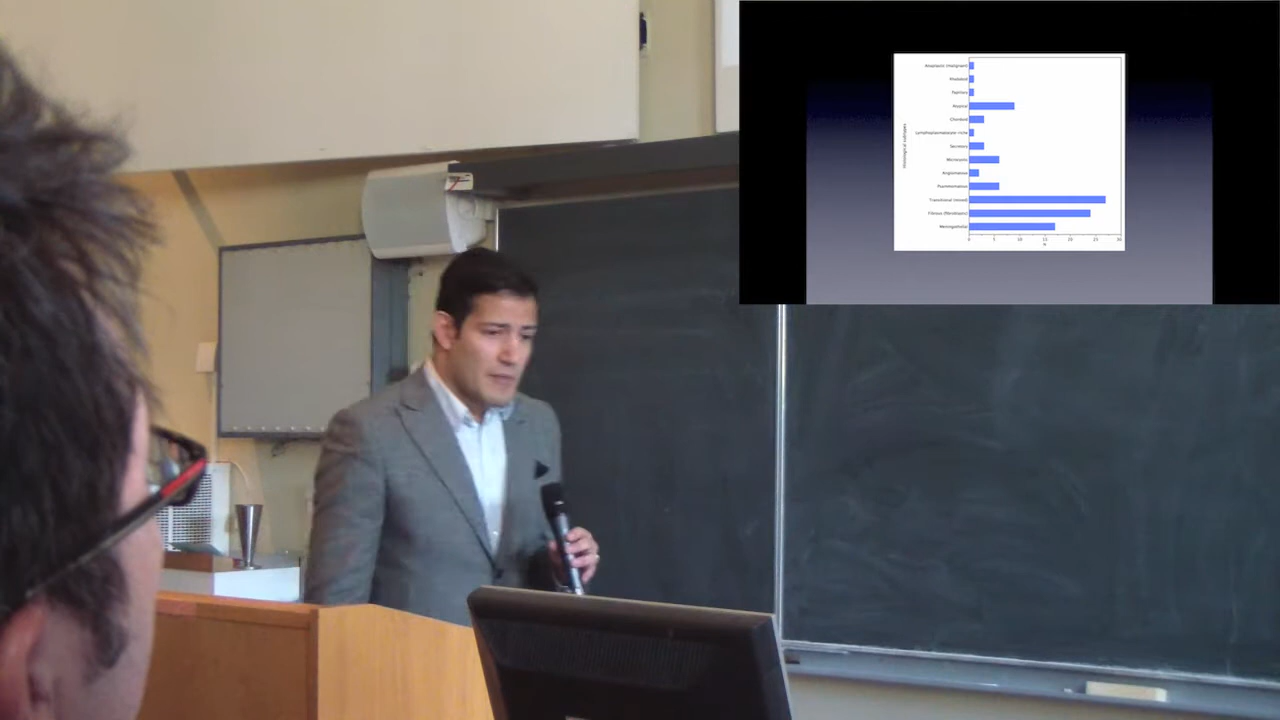 Anaplastic (malignant)
Rhabdoid
Papillary
Atypical
Chordoid
Lymphoplasmacyte-riche
Secretory
Microcystic
Angiomatous
Psammomatous
Transitional (mixed)
Fibrous (fibroblastic)
Meningothelial
Histological subtypes
0 5 10 15 20 25 30